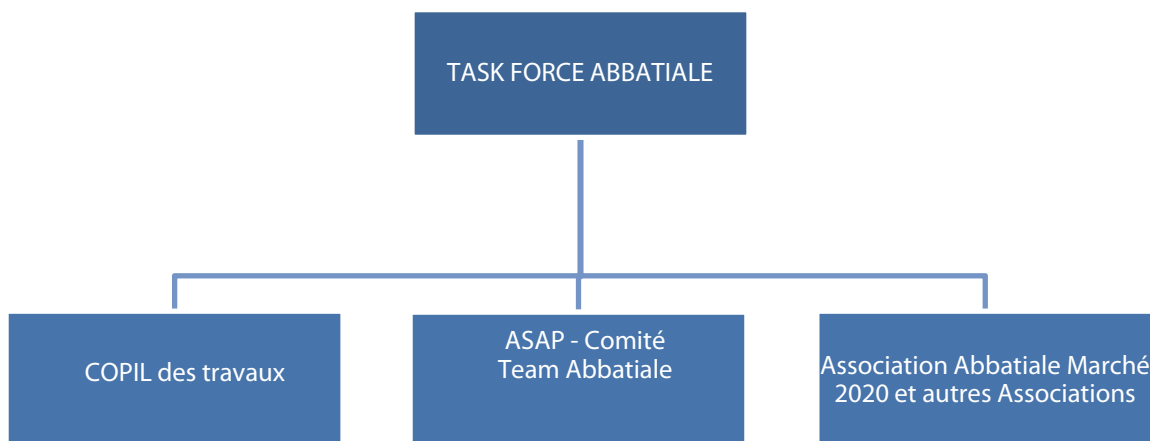 TASK FORCE ABBATIALE
COPIL des travaux
ASAP - Comité
Team Abbatiale
Association Abbatiale Marché
2020 et autres Associations